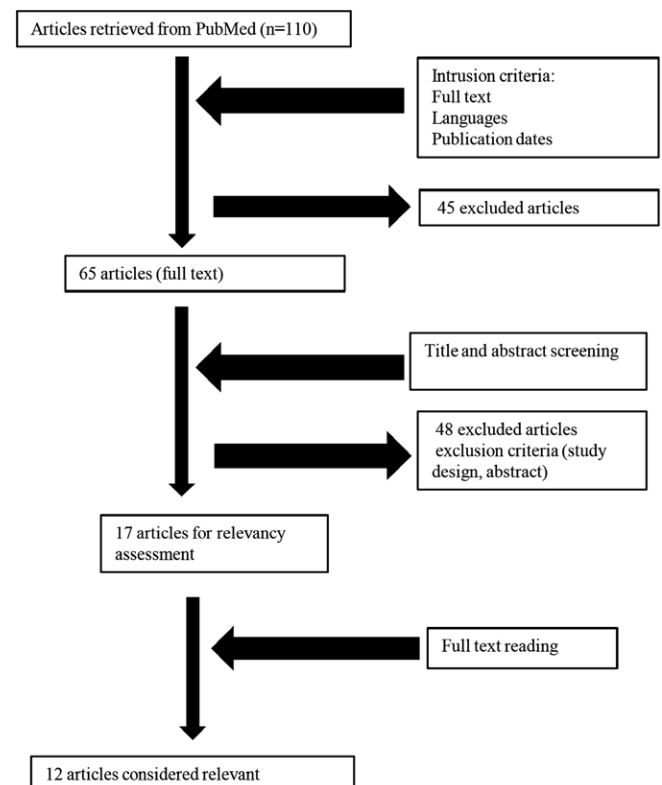 Articles retrieved from PubMed (n=110)
Intrusion criteria:
Full text
Languages
Publication dates
45 excluded articles
65 articles (full text)
Title and abstract screening
48 excluded articles
exclusion criteria (study
design, abstract)
17 articles for relevancy
assessment
Full text reading
12 articles considered relevant